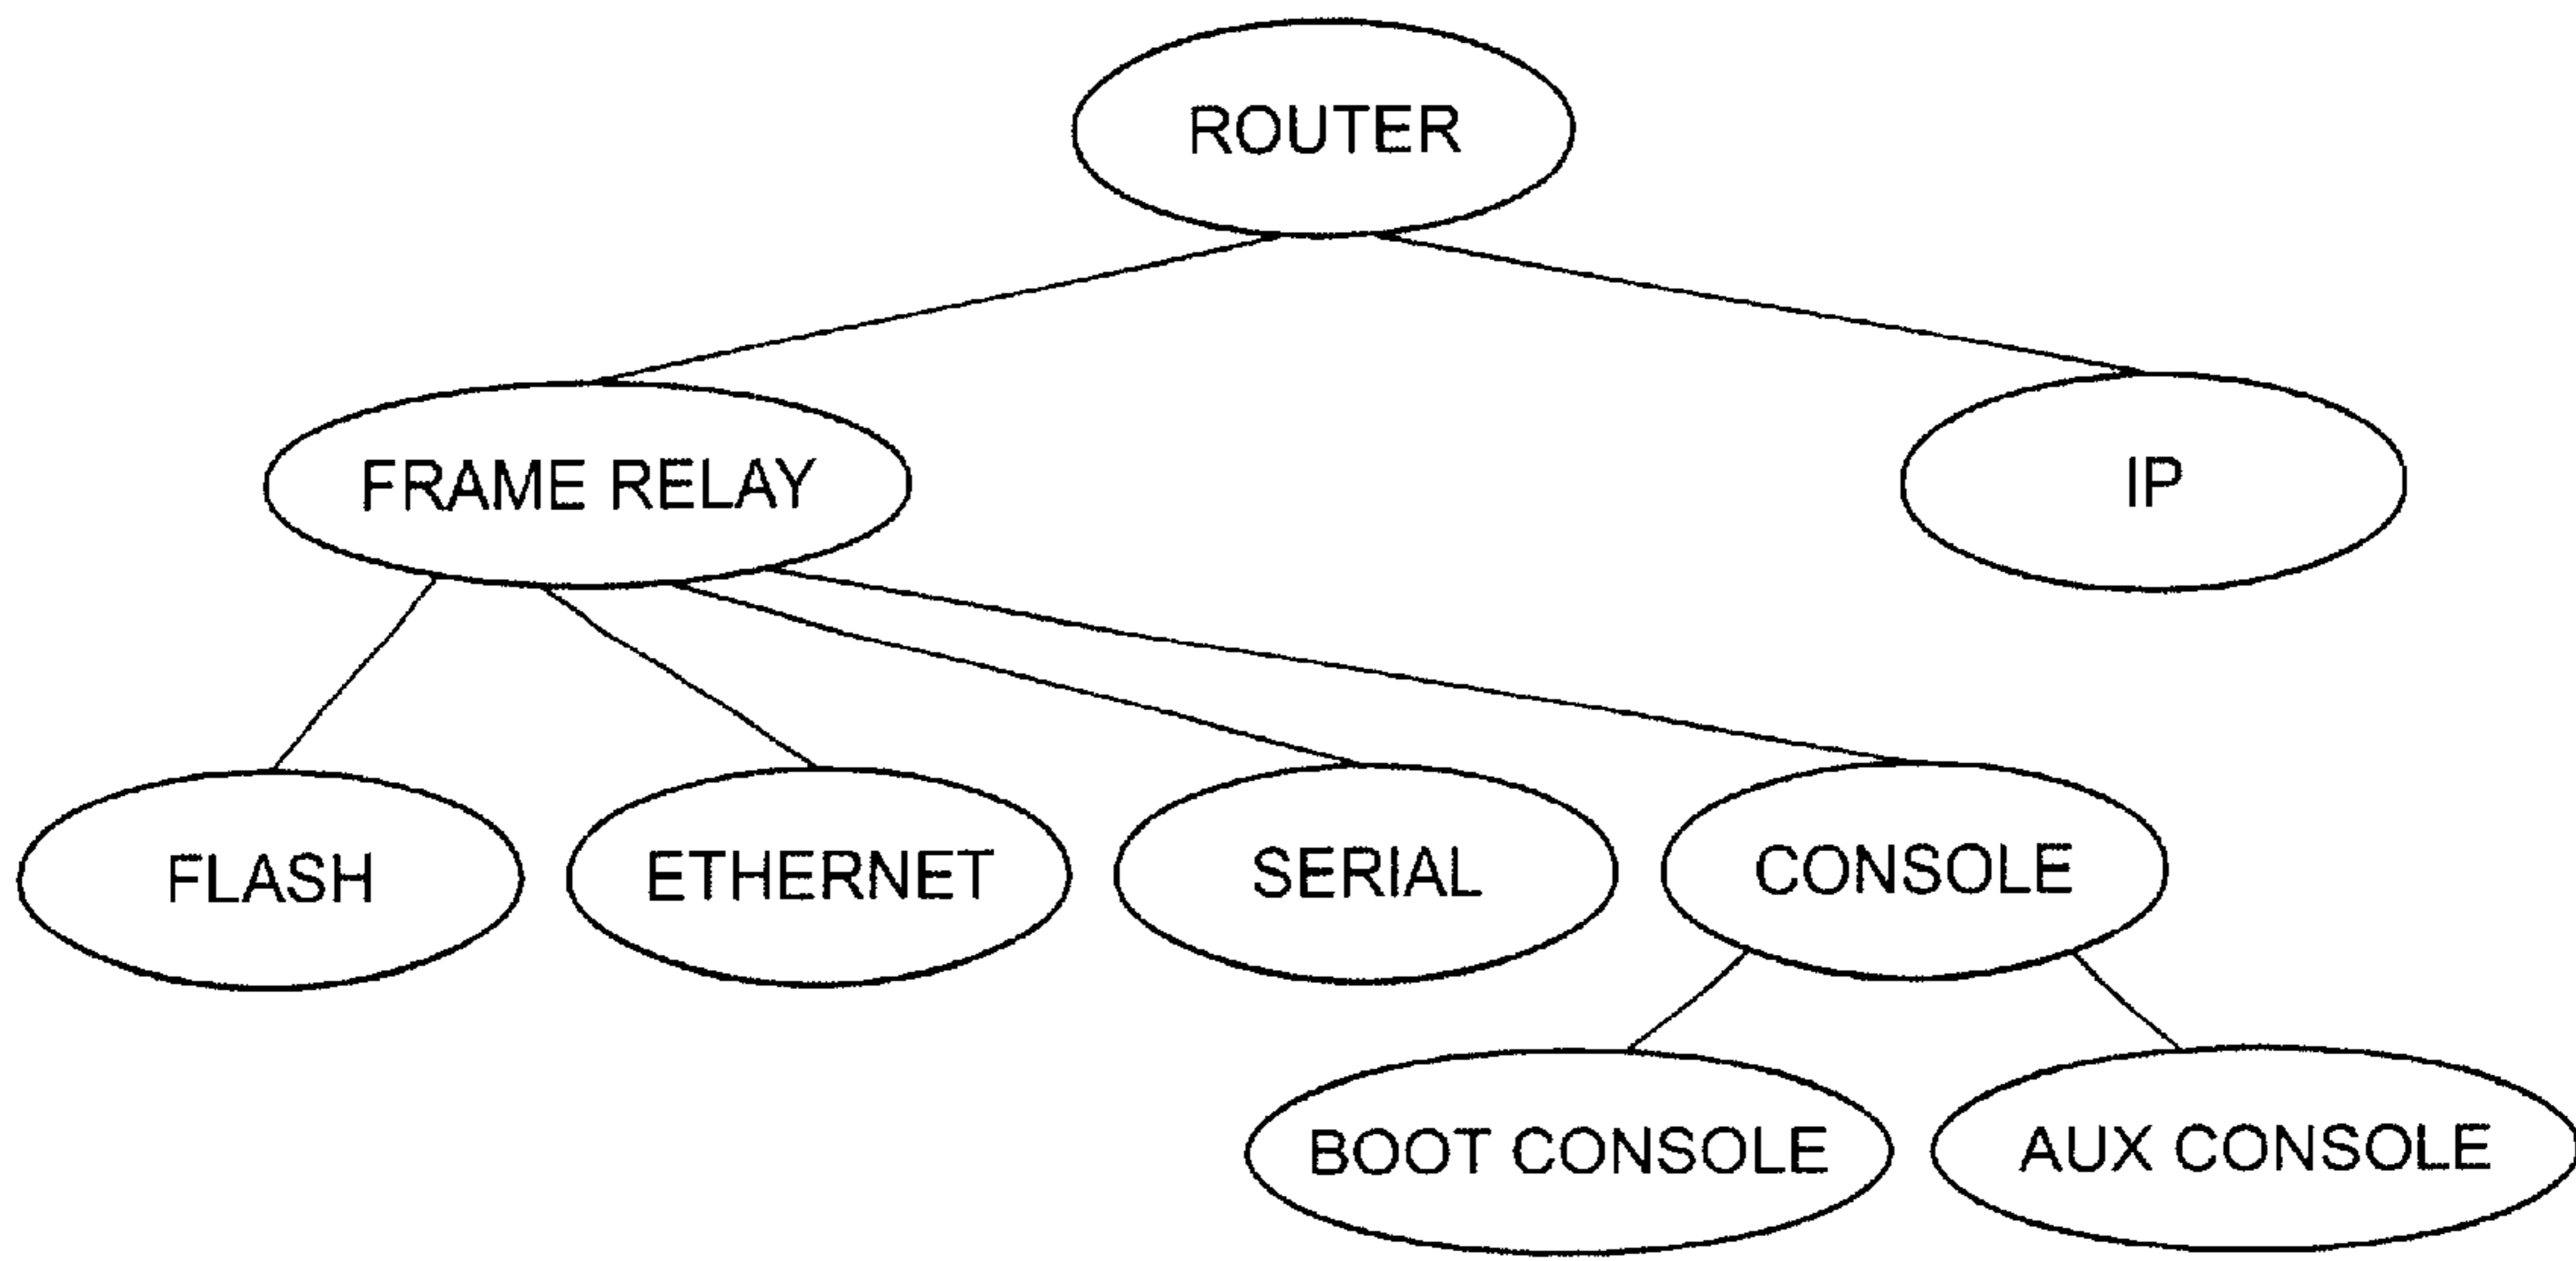 ROUTER
FRAME RELAY
IP
FLASH
ETHERNET
SERIAL
CONSOLE
BOOT CONSOLE
AUX CONSOLE